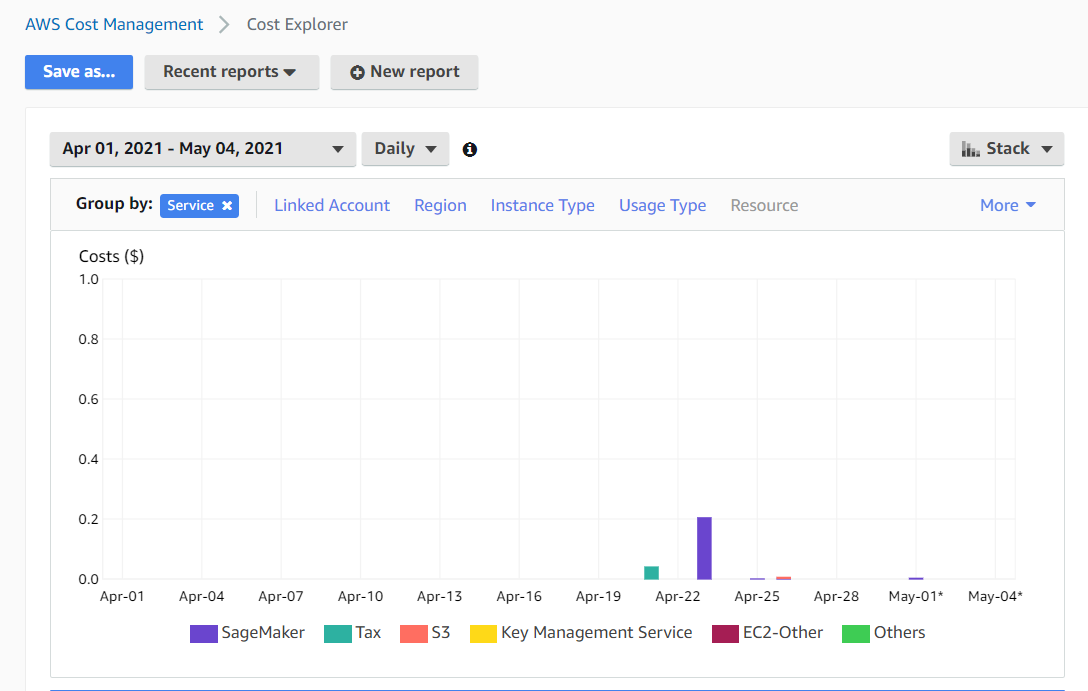 AWS Cost Management > Cost Explorer
Save as... Recent reports New report
Apr 01, 2021 - May 04, 2021 Daily Stack
Group by: Service Linked Account Region Instance Type Usage Type Resource More
Costs ($)
1.0
0.8
0.6
0.4
0.2
0.0
Apr-01 Apr-04 Apr-07 Apr-10 Apr-13 Apr-16 Apr-19 Apr-22 Apr-25 Apr-28 May-01* May-04*
SageMaker Tax S3 Key Management Service EC2-Other Others